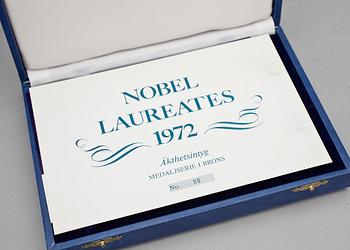 NOBEL
LAUREATES
1972
Äkthetsintyg
MEDALJSERIE I BRONS
No 98